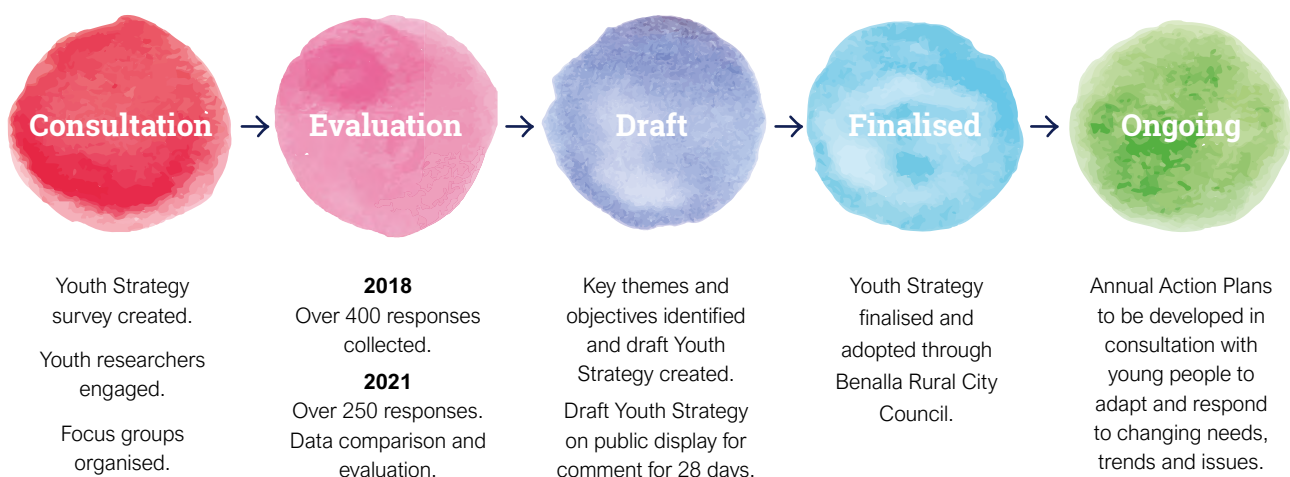 Consultation
Evaluation
Draft
Finalised
Ongoing
Youth Strategy
survey created.
Youth researchers
engaged.
Focus groups
organised.
2018
Over 400 responses
collected.
2021
Over 250 responses.
Data comparison and
evaluation.
Key themes and
objectives identified
and draft Youth
Strategy created.
Draft Youth Strategy
on public display for
comment for 28 days.
Youth Strategy
finalised and
adopted through
Benalla Rural City
Council.
Annual Action Plans
to be developed in
consultation with
young people to
adapt and respond
to changing needs,
trends and issues.